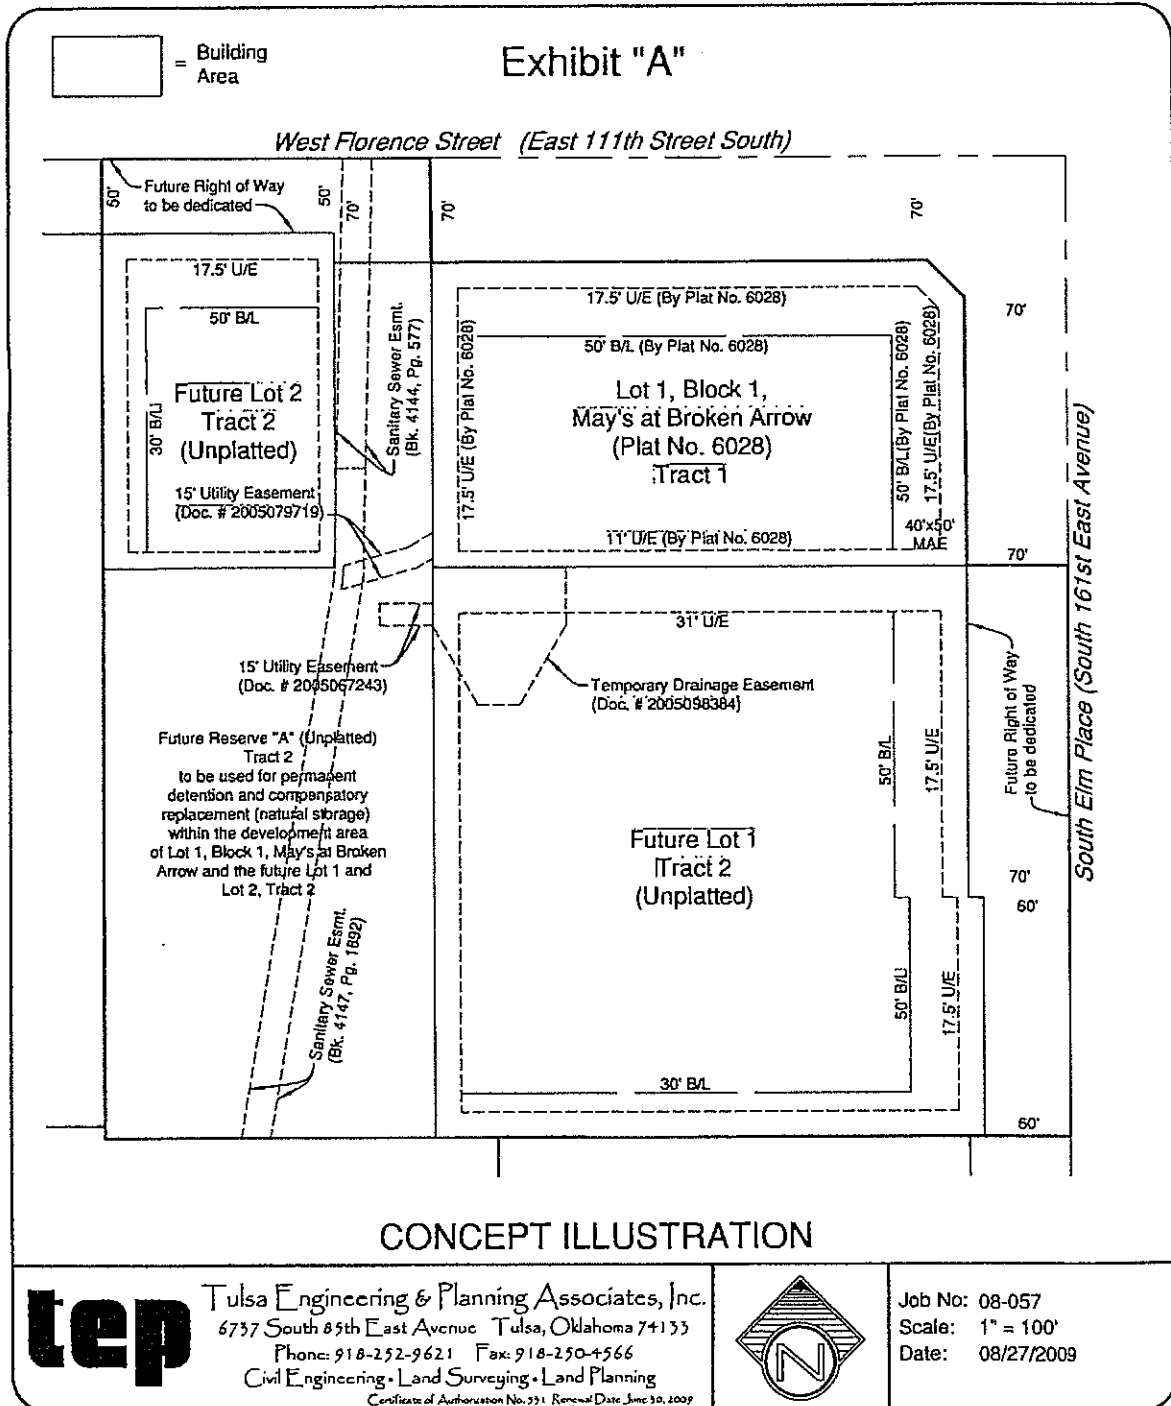 = Building
Area
Exhibit "A"
West Florence Street (East 111th Street South)
50'
Future Right of Way
to be dedicated
50'
70'
70'
70'
17.5' U/E
50' B/L
30' B/L
Future Lot 2
Tract 2
(Unplatted)
Sanitary Sewer Esmt.
(Bk. 4144, Pg. 577)
15' Utility Easement
(Doc. # 2005079719)
17.5' U/E (By Plat No. 6028)
17.5' U/E (By Plat No. 6028)
50' B/L (By Plat No. 6028)
Lot 1, Block 1,
May's at Broken Arrow
(Plat No. 6028)
Tract 1
50' B/L (By Plat No. 6028)
17.5' U/E (By Plat No. 6028)
11' U/E (By Plat No. 6028)
40'x50'
MAE
70'
70'
South Elm Place (South 161st East Avenue)
31' U/E
15' Utility Easement
(Doc. # 2005067243)
Temporary Drainage Easement
(Doc. # 2005098384)
Future Reserve "A" (Unplatted)
Tract 2
to be used for permanent
detention and compensatory
replacement (natural storage)
within the development area
of Lot 1, Block 1, May's at Broken
Arrow and the future Lot 1 and
Lot 2, Tract 2
50' B/L
17.5' U/E
Future Right of Way
to be dedicated
Future Lot 1
Tract 2
(Unplatted)
70'
60'
Sanitary Sewer Esmt.
(Bk. 4147, Pg. 1892)
50' B/L
17.5' U/E
30' B/L
60'
CONCEPT ILLUSTRATION
tep
Tulsa Engineering & Planning Associates, Inc.
6737 South 85th East Avenue Tulsa, Oklahoma 74133
Phone: 918-252-9621 Fax: 918-250-4566
Civil Engineering • Land Surveying • Land Planning
Certificate of Authorization No. 531 Renewal Date June 30, 2009
N
Job No: 08-057
Scale: 1" = 100'
Date: 08/27/2009